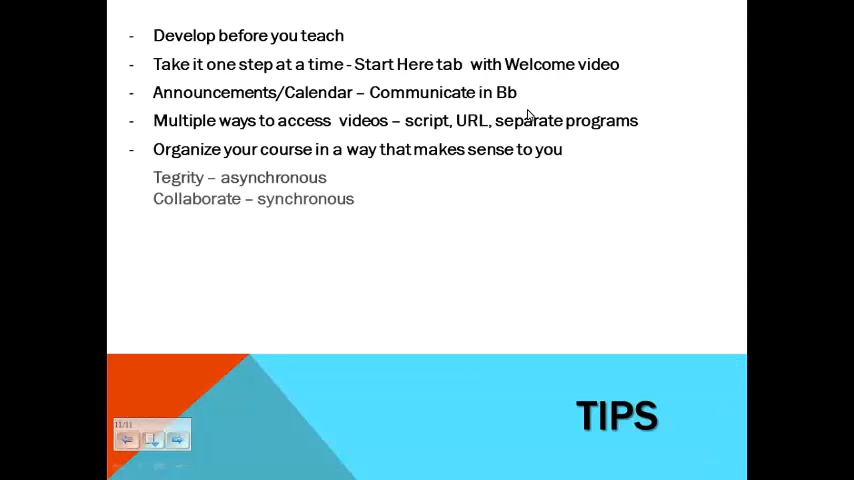 - Develop before you teach
- Take it one step at a time - Start Here tab with Welcome video
- Announcements/Calendar – Communicate in Bb
- Multiple ways to access videos – script, URL, separate programs
- Organize your course in a way that makes sense to you
Tegrity – asynchronous
Collaborate – synchronous
TIPS
11/11